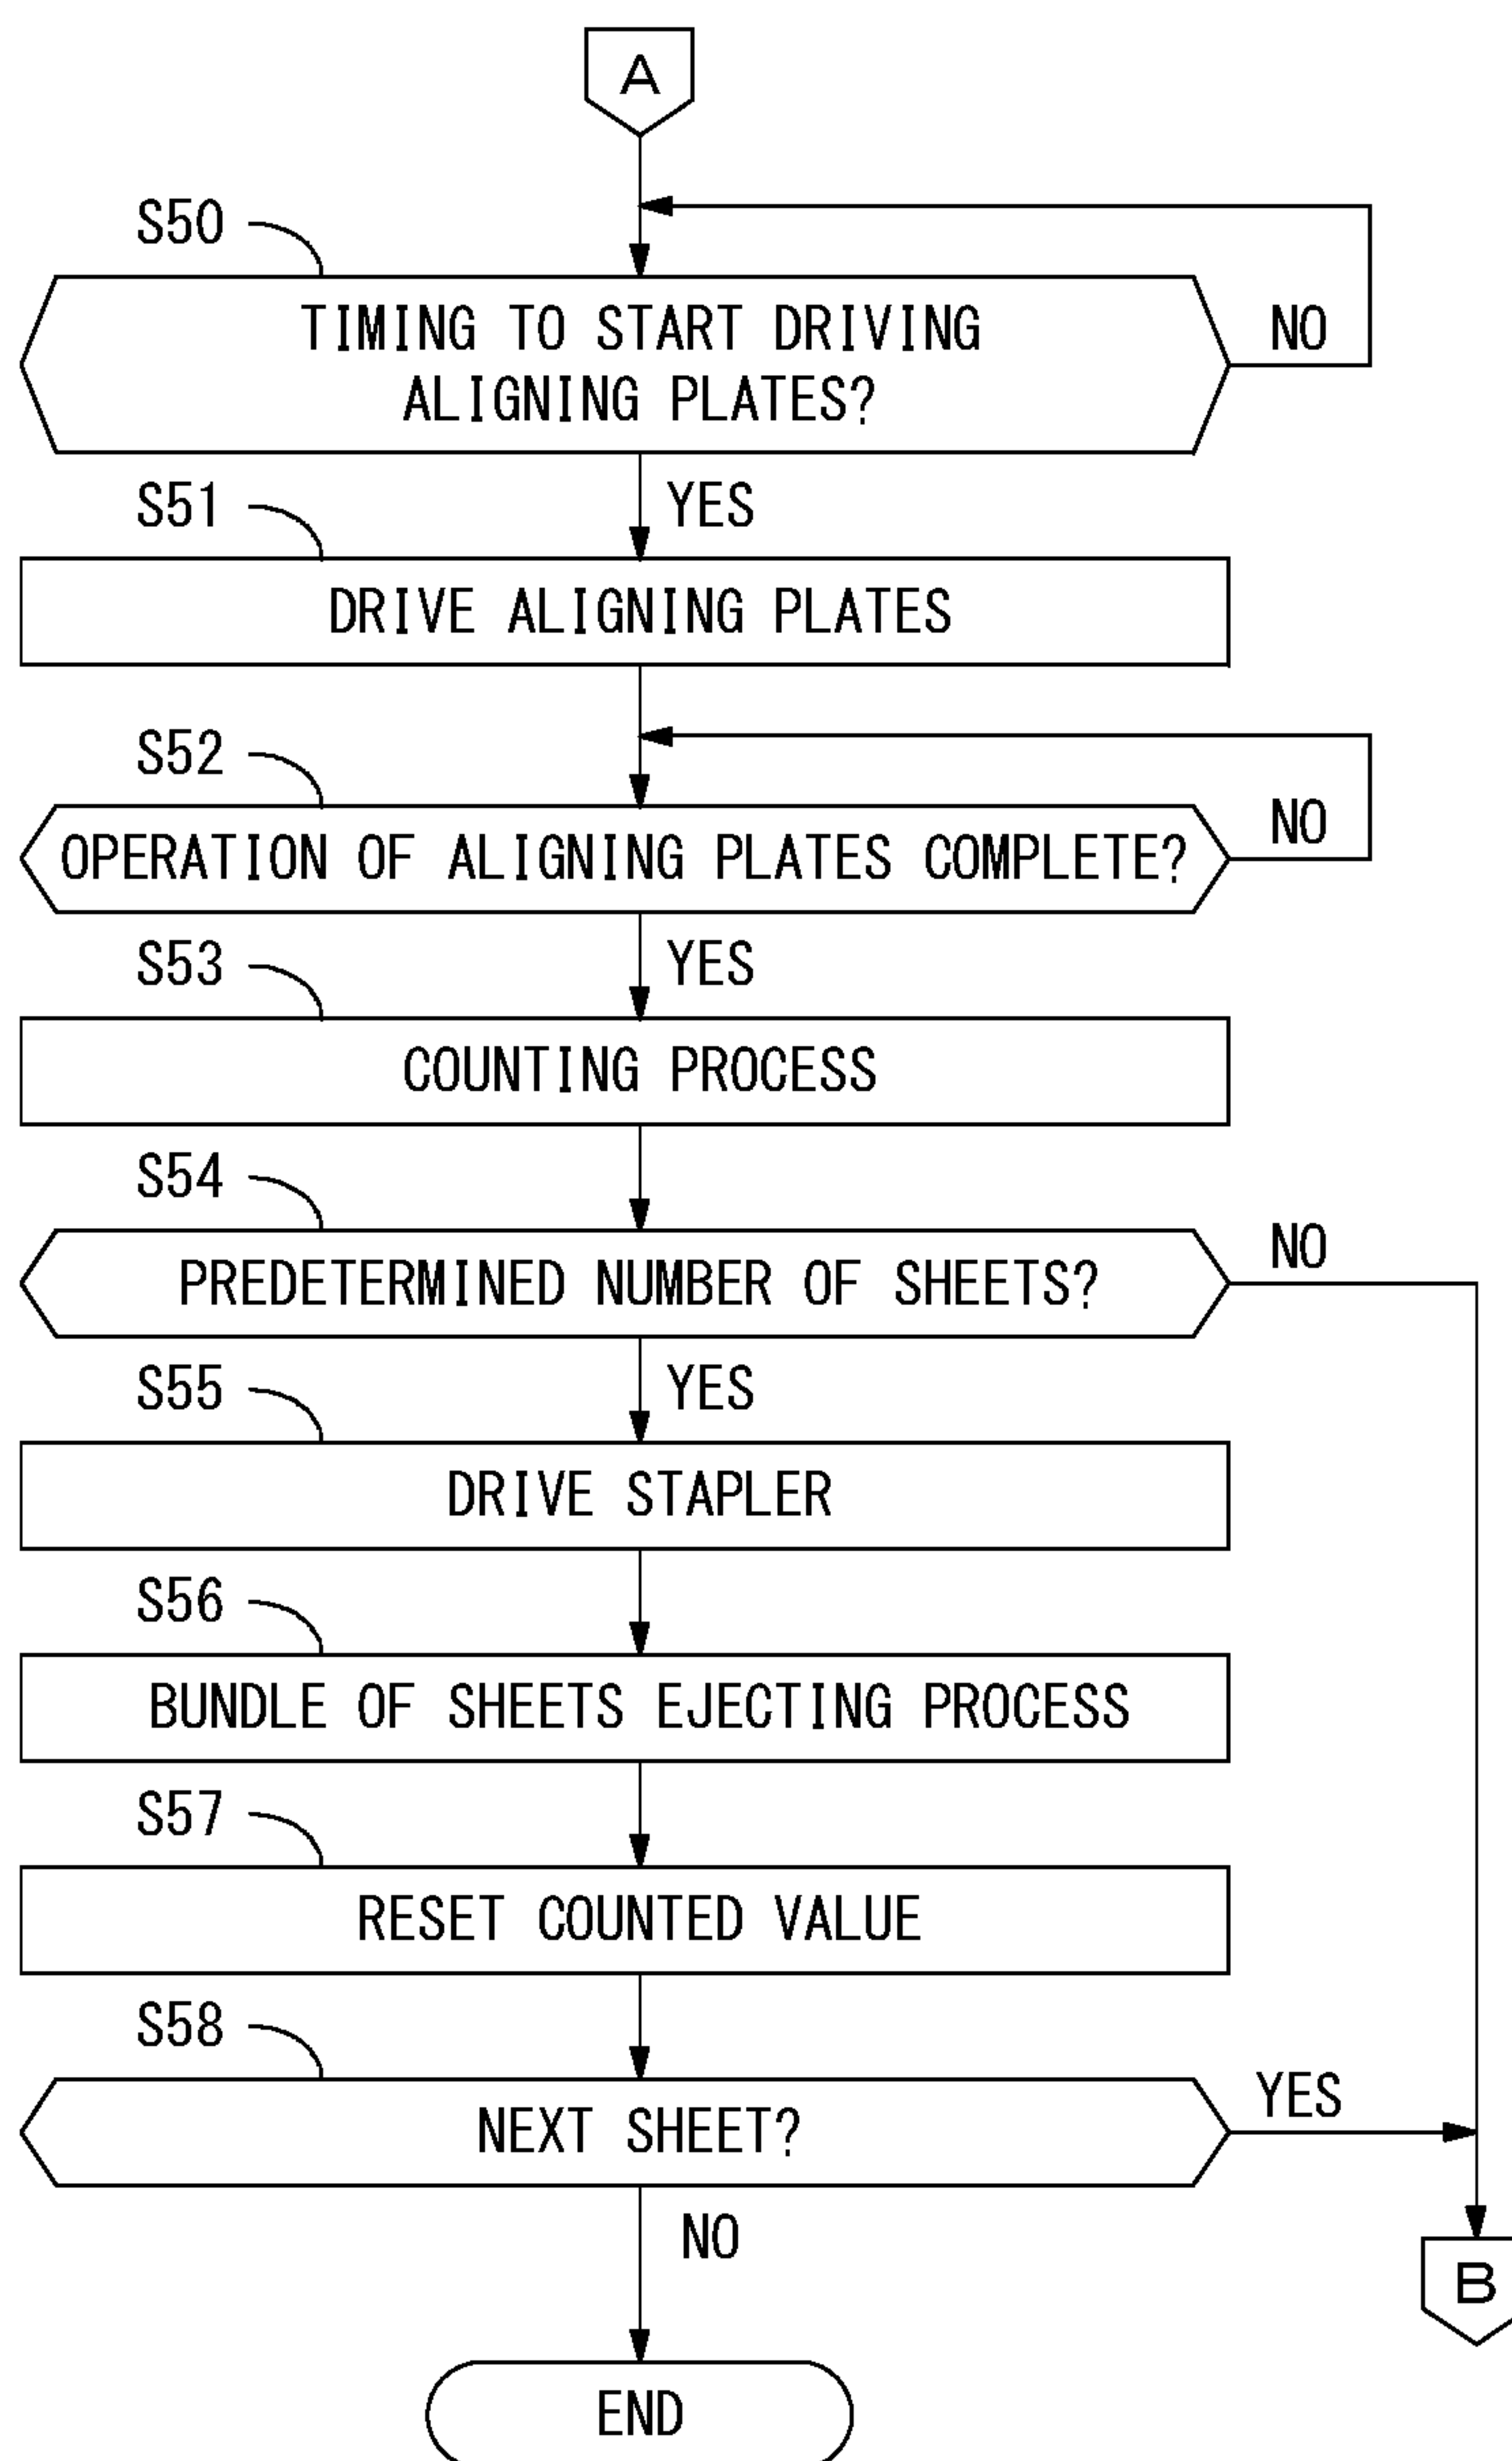 A
S50
TIMING TO START DRIVING
ALIGNING PLATES?
NO
S51
YES
DRIVE ALIGNING PLATES
S52
OPERATION OF ALIGNING PLATES COMPLETE?
NO
S53
YES
COUNTING PROCESS
S54
PREDETERMINED NUMBER OF SHEETS?
NO
S55
YES
DRIVE STAPLER
S56
BUNDLE OF SHEETS EJECTING PROCESS
S57
RESET COUNTED VALUE
S58
NEXT SHEET?
YES
NO
B
END